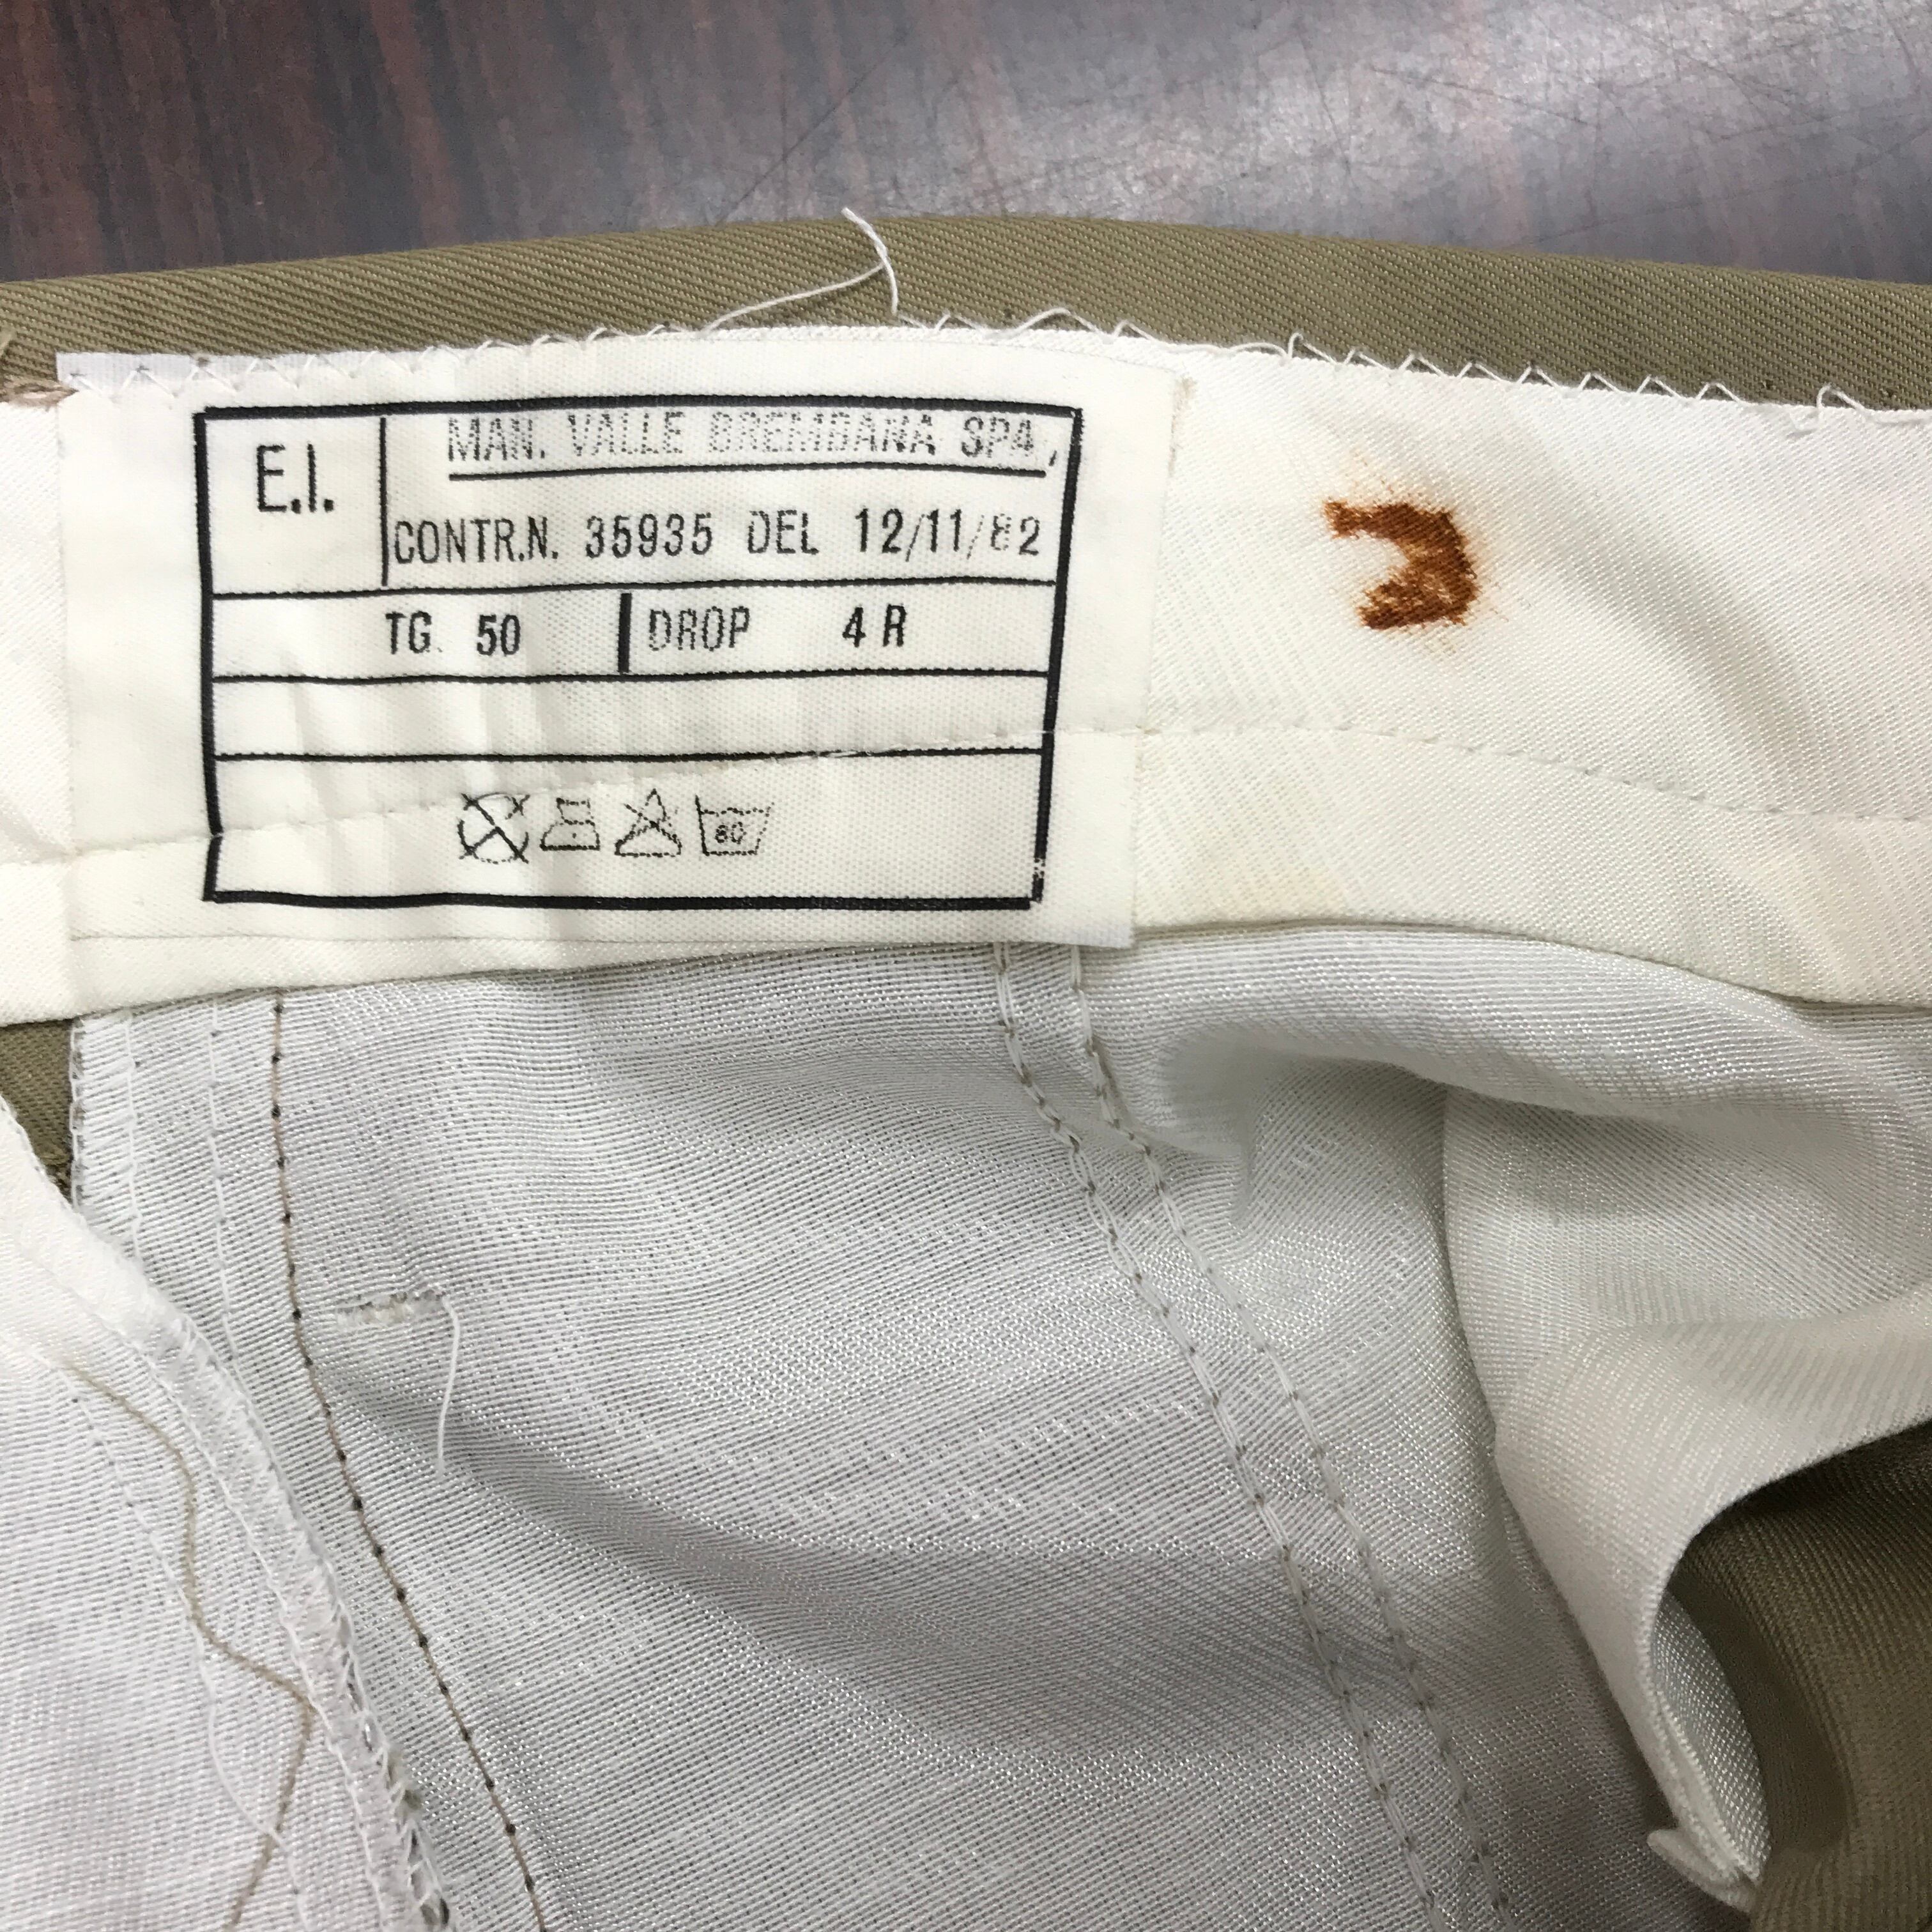 E.I.
MAN. VALLE BREMBANA SPA,
CONTR.N. 35935 DEL 12/11/82
TG. 50 DROP 4 R
60